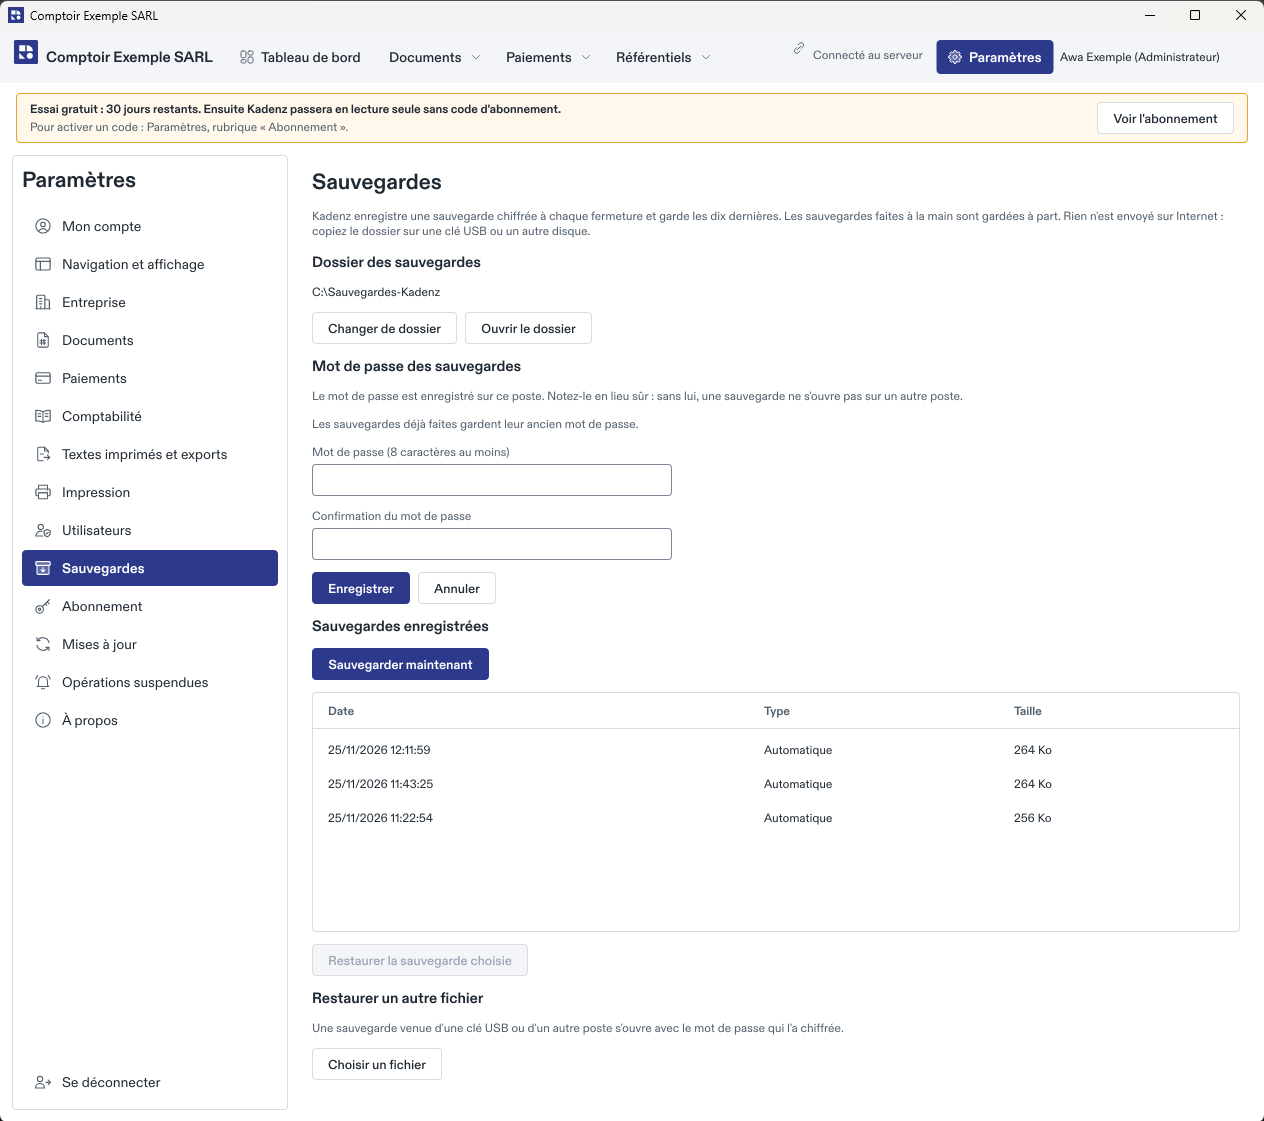 Comptoir Exemple SARL
Comptoir Exemple SARL
Tableau de bord
Documents
Paiements
Référentiels
Connecté au serveur
Paramètres
Awa Exemple (Administrateur)
Essai gratuit : 30 jours restants. Ensuite Kadenz passera en lecture seule sans code d'abonnement.
Pour activer un code : Paramètres, rubrique « Abonnement ».
Voir l'abonnement
Paramètres
Mon compte
Navigation et affichage
Entreprise
Documents
Paiements
Comptabilité
Textes imprimés et exports
Impression
Utilisateurs
Sauvegardes
Abonnement
Mises à jour
Opérations suspendues
À propos
Se déconnecter
Sauvegardes
Kadenz enregistre une sauvegarde chiffrée à chaque fermeture et garde les dix dernières. Les sauvegardes faites à la main sont gardées à part. Rien n'est envoyé sur Internet :
copiez le dossier sur une clé USB ou un autre disque.
Dossier des sauvegardes
C:\Sauvegardes-Kadenz
Changer de dossier
Ouvrir le dossier
Mot de passe des sauvegardes
Le mot de passe est enregistré sur ce poste. Notez-le en lieu sûr : sans lui, une sauvegarde ne s'ouvre pas sur un autre poste.
Les sauvegardes déjà faites gardent leur ancien mot de passe.
Mot de passe (8 caractères au moins)
Confirmation du mot de passe
Enregistrer
Annuler
Sauvegardes enregistrées
Sauvegarder maintenant
Date Type Taille
25/11/2026 12:11:59 Automatique 264 Ko
25/11/2026 11:43:25 Automatique 264 Ko
25/11/2026 11:22:54 Automatique 256 Ko
Restaurer la sauvegarde choisie
Restaurer un autre fichier
Une sauvegarde venue d'une clé USB ou d'un autre poste s'ouvre avec le mot de passe qui l'a chiffrée.
Choisir un fichier